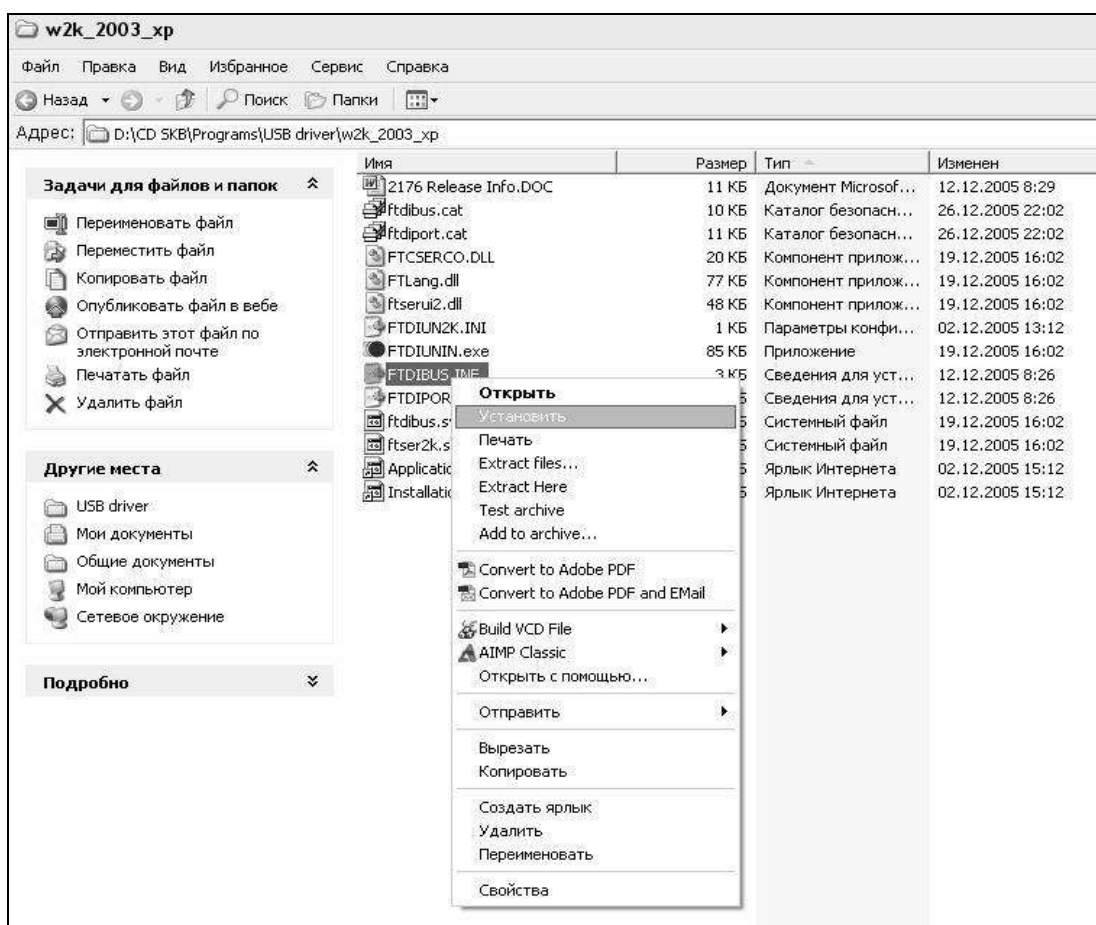 w2k_2003_xp
Файл Правка Вид Избранное Сервис Справка
Назад Поиск Папки
Адрес: D:\CD SKB\Programs\USB driver\w2k_2003_xp
Задачи для файлов и папок
Переименовать файл
Переместить файл
Копировать файл
Опубликовать файл в вебе
Отправить этот файл по
электронной почте
Печатать файл
Удалить файл
Другие места
USB driver
Мои документы
Общие документы
Мой компьютер
Сетевое окружение
Подробно
Имя Размер Тип Изменен
2176 Release Info.DOC 11 КБ Документ Microsof... 12.12.2005 8:29
ftdibus.cat 10 КБ Каталог безопасн... 26.12.2005 22:02
ftdiport.cat 11 КБ Каталог безопасн... 26.12.2005 22:02
FTCSERCO.DLL 20 КБ Компонент прилож... 19.12.2005 16:02
FTLang.dll 77 КБ Компонент прилож... 19.12.2005 16:02
ftserui2.dll 48 КБ Компонент прилож... 19.12.2005 16:02
FTDIUN2K.INI 1 КБ Параметры конфи... 02.12.2005 13:12
FTDIUNIN.exe 85 КБ Приложение 19.12.2005 16:02
FTDIBUS.INF 3 КБ Сведения для уст... 12.12.2005 8:26
FTDIPOR Сведения для уст... 12.12.2005 8:26
ftdibus.s Системный файл 19.12.2005 16:02
ftser2k.s Системный файл 19.12.2005 16:02
Applicatio Ярлык Интернета 02.12.2005 15:12
Installatio Ярлык Интернета 02.12.2005 15:12
Открыть
Установить
Печать
Extract files...
Extract Here
Test archive
Add to archive...
Convert to Adobe PDF
Convert to Adobe PDF and EMail
Build VCD File
AIMP Classic
Открыть с помощью...
Отправить
Вырезать
Копировать
Создать ярлык
Удалить
Переименовать
Свойства